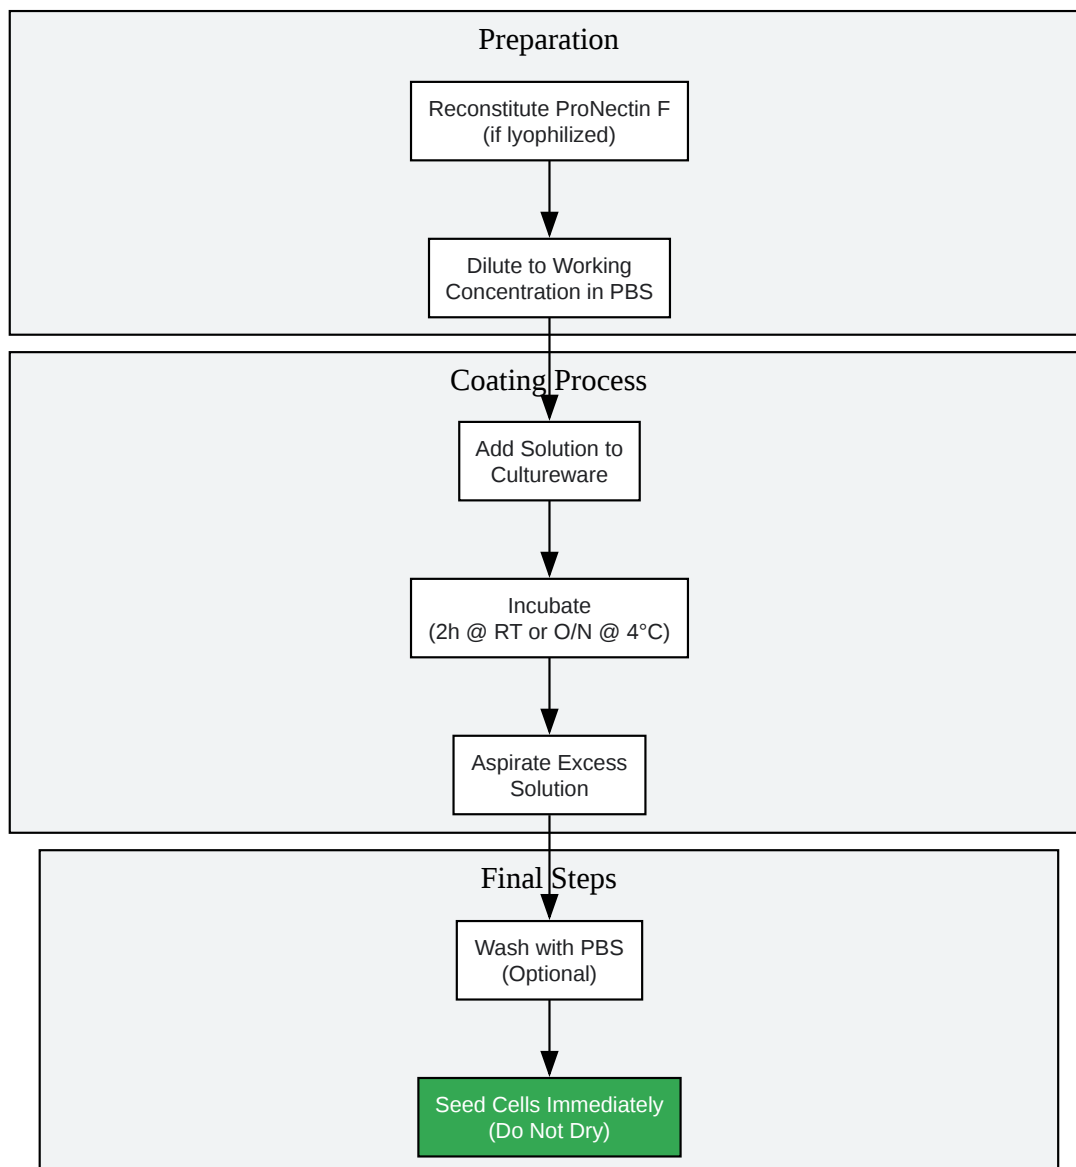 Preparation
Reconstitute ProNectin F
(if lyophilized)
Dilute to Working
Concentration in PBS
Coating Process
Add Solution to
Cultureware
Incubate
(2h @ RT or O/N @ 4°C)
Aspirate Excess
Solution
Final Steps
Wash with PBS
(Optional)
Seed Cells Immediately
(Do Not Dry)